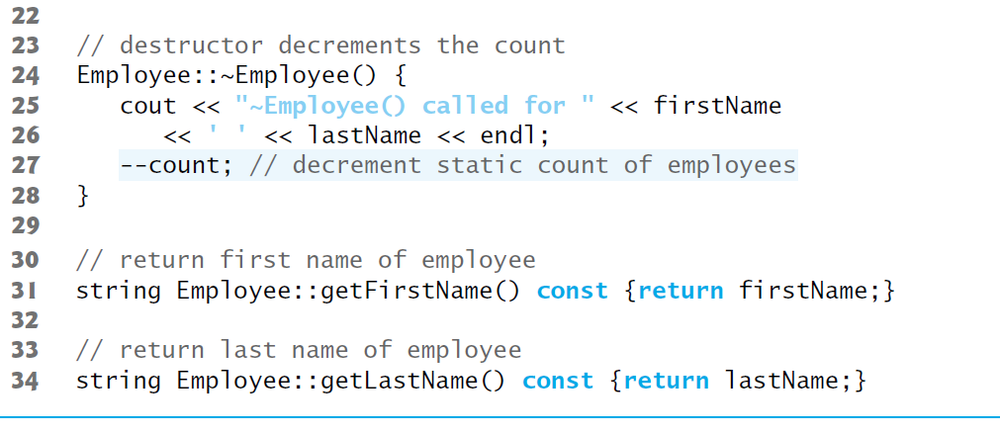 22
23 // destructor decrements the count
24 Employee::~Employee() {
25    cout << "~Employee() called for " << firstName
26       << ' ' << lastName << endl;
27    --count; // decrement static count of employees
28 }
29
30 // return first name of employee
31 string Employee::getFirstName() const {return firstName;}
32
33 // return last name of employee
34 string Employee::getLastName() const {return lastName;}